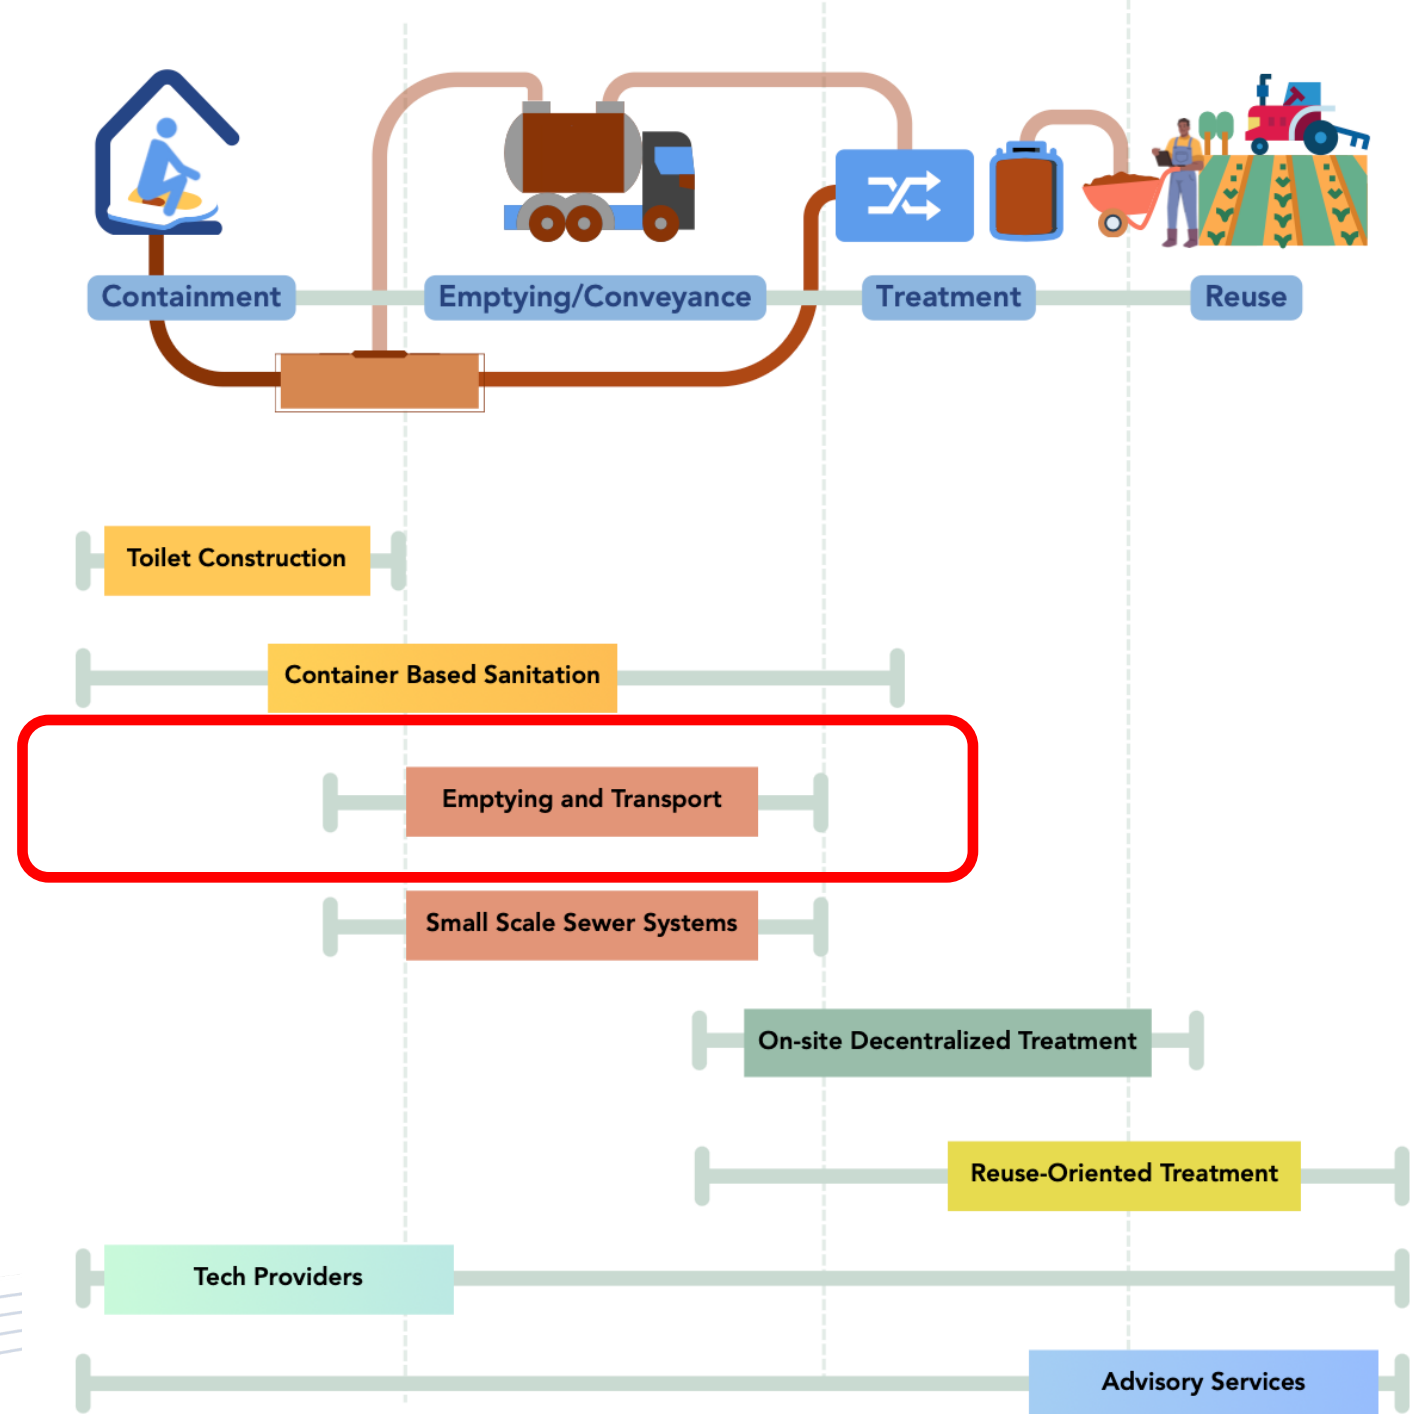 Containment
Emptying/Conveyance
Treatment
Reuse
Toilet Construction
Container Based Sanitation
Emptying and Transport
Small Scale Sewer Systems
On-site Decentralized Treatment
Reuse-Oriented Treatment
Tech Providers
Advisory Services